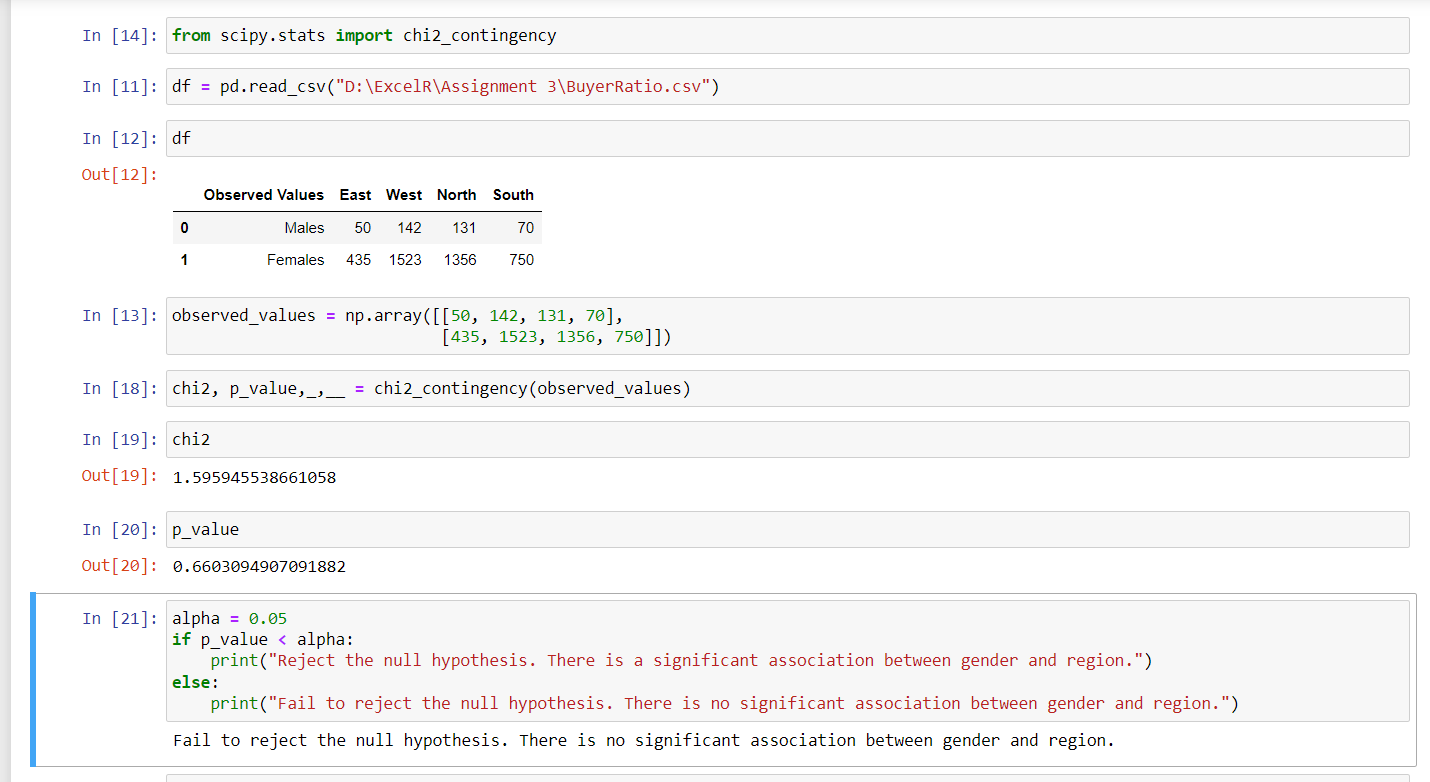 In [14]: from scipy.stats import chi2_contingency
In [11]: df = pd.read_csv("D:\ExcelR\Assignment 3\BuyerRatio.csv")
In [12]: df
Out[12]:
Observed Values East West North South
0 Males 50 142 131 70
1 Females 435 1523 1356 750
In [13]: observed_values = np.array([[50, 142, 131, 70],
[435, 1523, 1356, 750]])
In [18]: chi2, p_value,_,__ = chi2_contingency(observed_values)
In [19]: chi2
Out[19]: 1.595945538661058
In [20]: p_value
Out[20]: 0.6603094907091882
In [21]: alpha = 0.05
if p_value < alpha:
print("Reject the null hypothesis. There is a significant association between gender and region.")
else:
print("Fail to reject the null hypothesis. There is no significant association between gender and region.")
Fail to reject the null hypothesis. There is no significant association between gender and region.